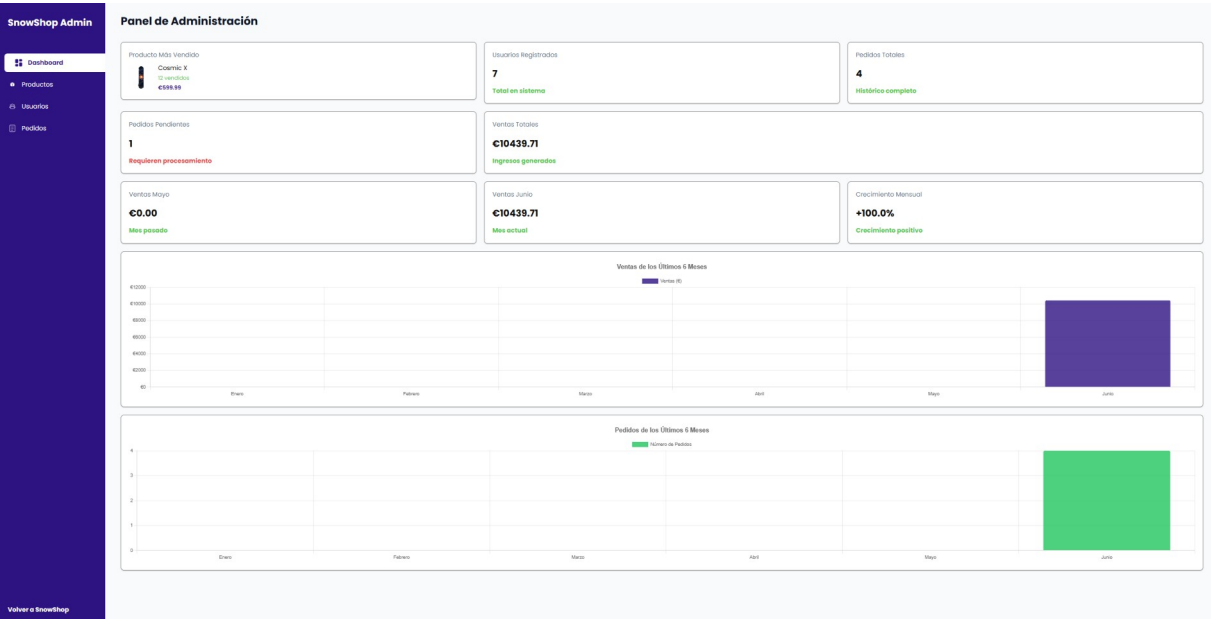 SnowShop Admin
Dashboard
Productos
Usuarios
Pedidos
Volver a SnowShop
Panel de Administración
Producto Más Vendido
Cosmic X
12 vendidos
€599.99
Usuarios Registrados
7
Total en sistema
Pedidos Totales
4
Histórico completo
Pedidos Pendientes
1
Requieren procesamiento
Ventas Totales
€10439.71
Ingresos generados
Ventas Mayo
€0.00
Mes pasado
Ventas Junio
€10439.71
Mes actual
Crecimiento Mensual
+100.0%
Crecimiento positivo
Ventas de los Últimos 6 Meses
Ventas (€)
€12000
€10000
€8000
€6000
€4000
€2000
€0
Enero Febrero Marzo Abril Mayo Junio
Pedidos de los Últimos 6 Meses
Número de Pedidos
4
3
2
1
0
Enero Febrero Marzo Abril Mayo Junio